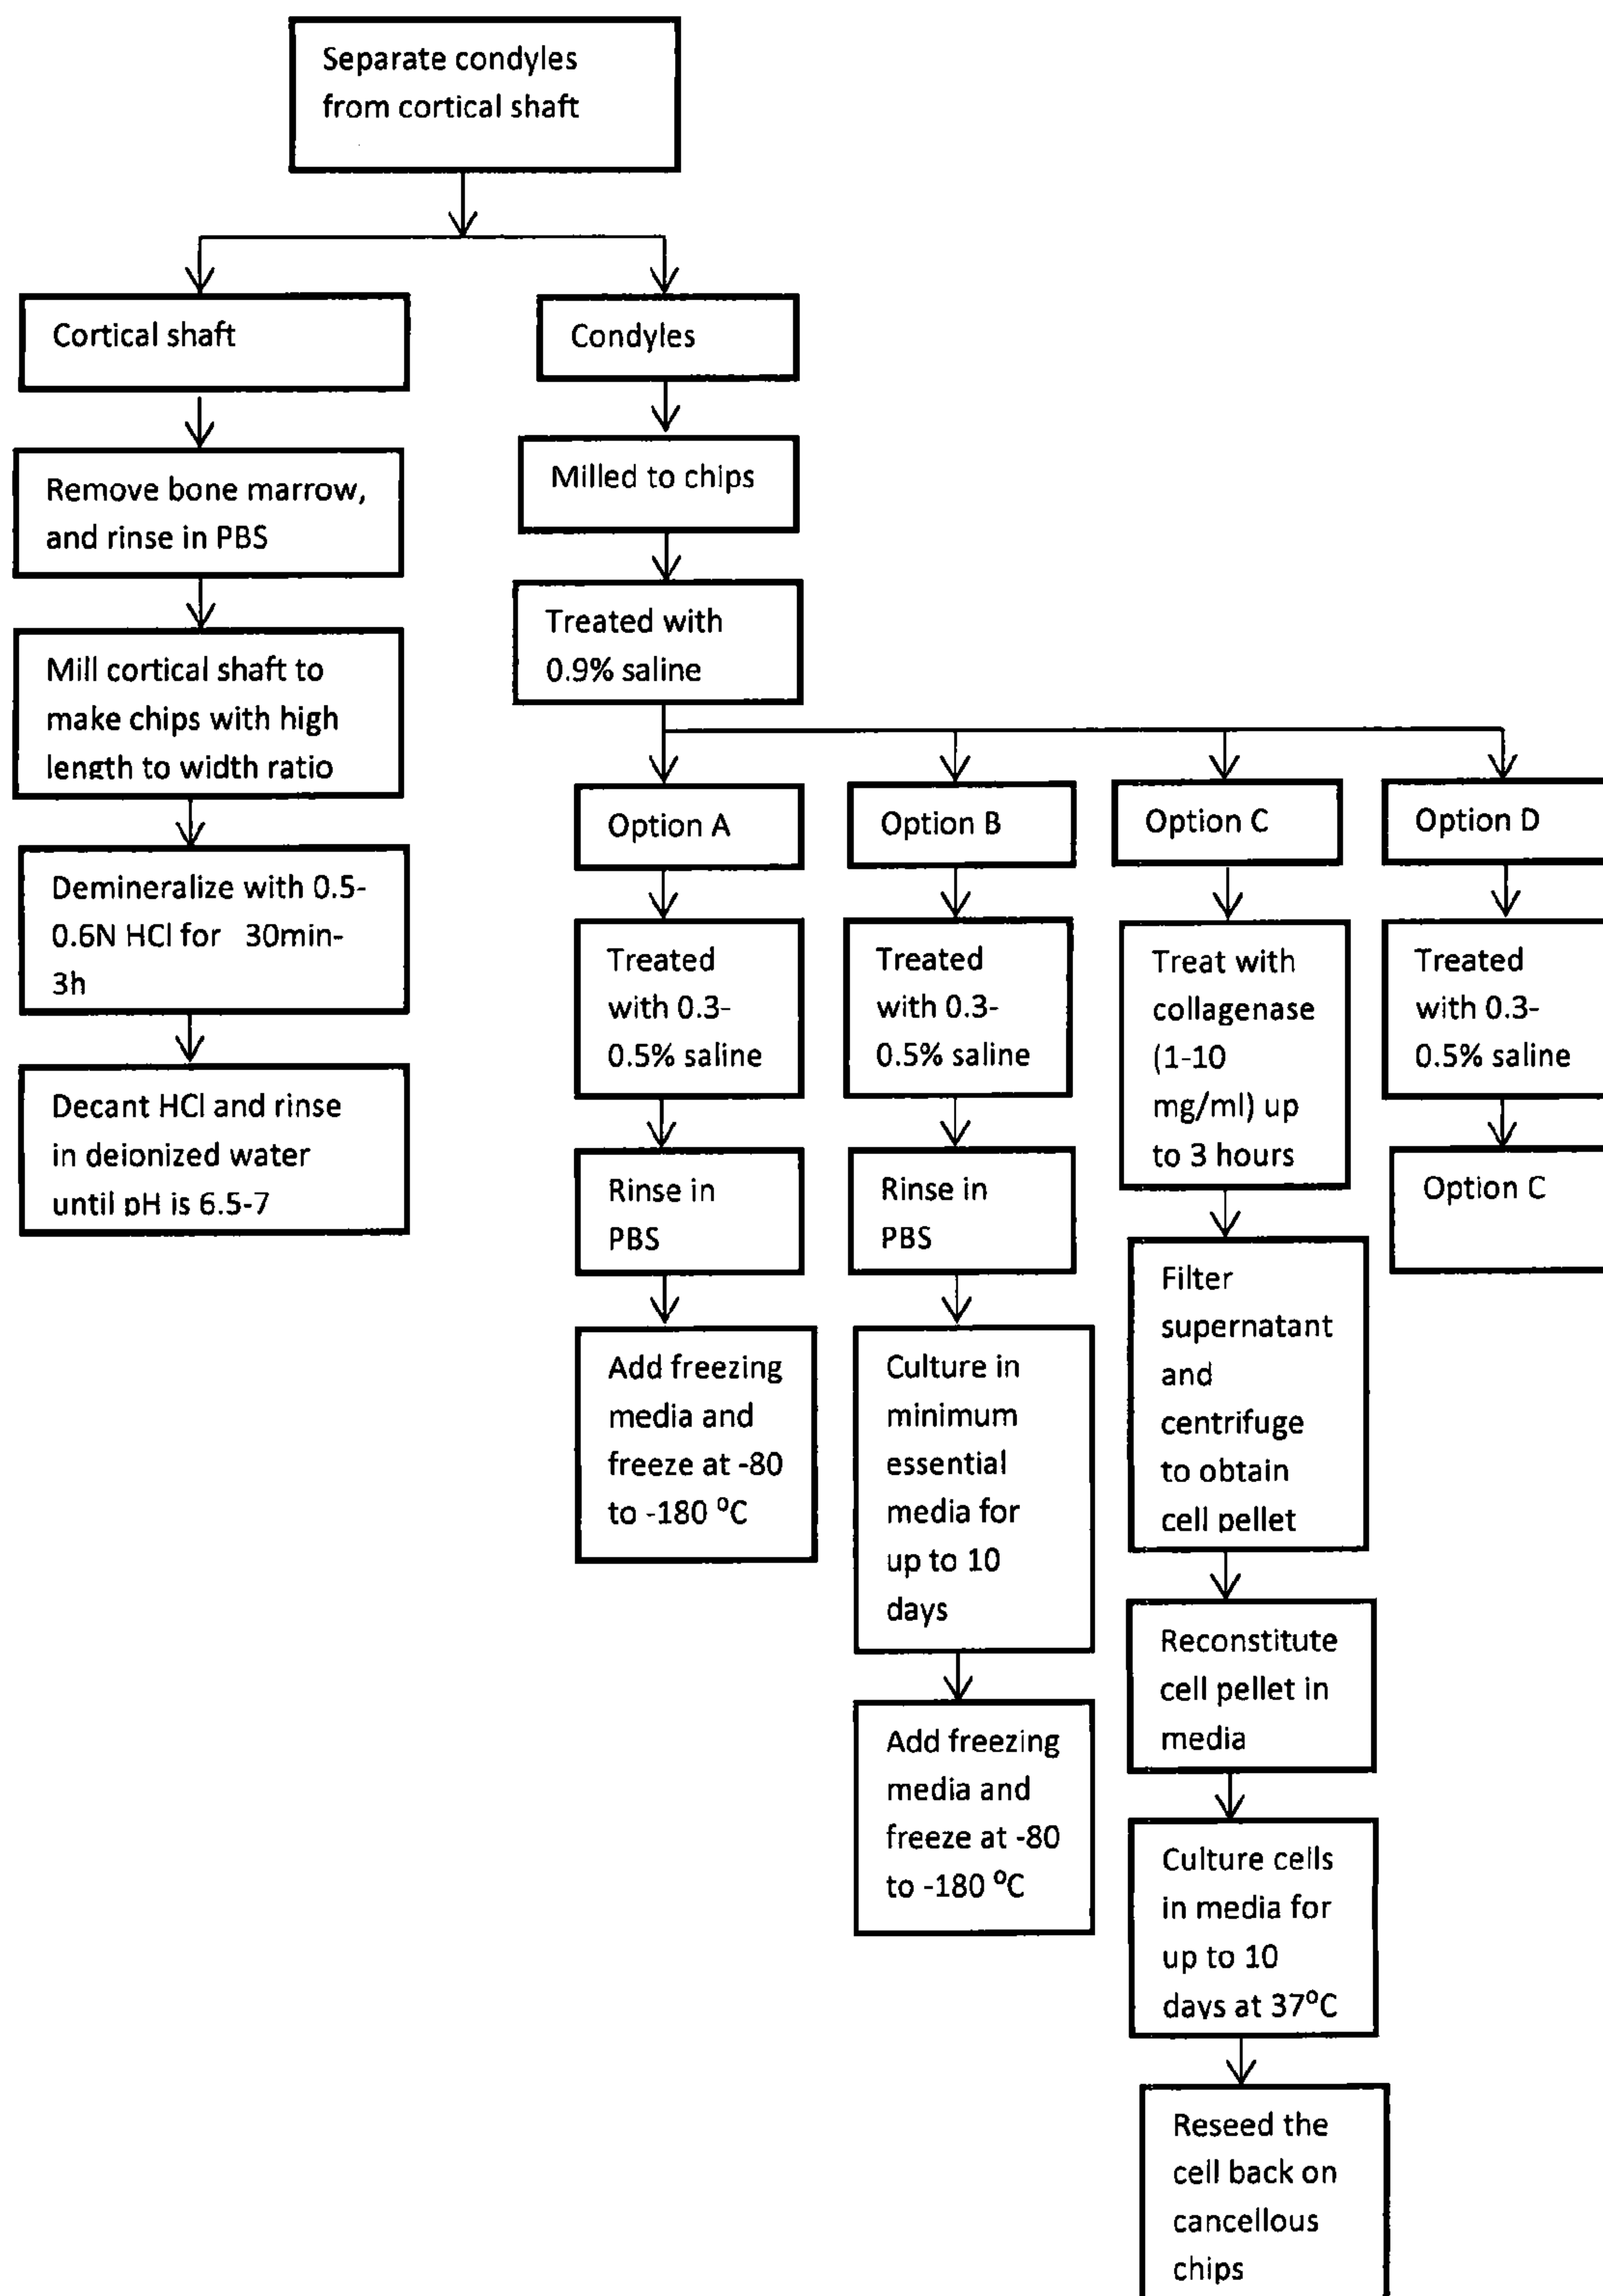 Separate condyles
from cortical shaft
Cortical shaft
Remove bone marrow,
and rinse in PBS
Mill cortical shaft to
make chips with high
length to width ratio
Demineralize with 0.5-
0.6N HCl for 30min-
3h
Decant HCl and rinse
in deionized water
until pH is 6.5-7
Condyles
Milled to chips
Treated with
0.9% saline
Option A
Treated
with 0.3-
0.5% saline
Rinse in
PBS
Add freezing
media and
freeze at -80
to -180 °C
Option B
Treated
with 0.3-
0.5% saline
Rinse in
PBS
Culture in
minimum
essential
media for
up to 10
days
Add freezing
media and
freeze at -80
to -180 °C
Option C
Treat with
collagenase
(1-10
mg/ml) up
to 3 hours
Filter
supernatant
and
centrifuge
to obtain
cell pellet
Reconstitute
cell pellet in
media
Culture cells
in media for
up to 10
days at 37°C
Reseed the
cell back on
cancellous
chips
Option D
Treated
with 0.3-
0.5% saline
Option C